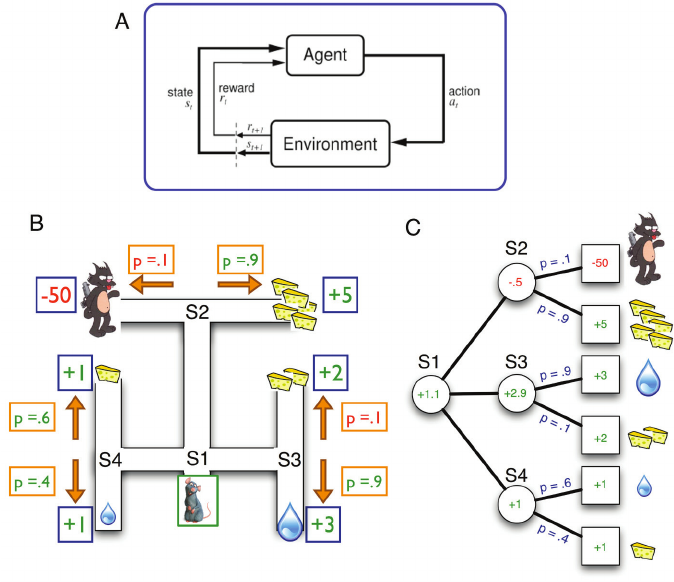 A
Agent
state
s_t
reward
r_t
action
a_t
r_{t+1}
s_{t+1}
Environment
B
p =.1
p =.9
-50
+5
S2
+1
+2
p =.6
p =.1
S4
S1
S3
p =.4
p =.9
+1
+3
C
S2
p = .1
-50
-.5
p = .9
+5
S1
S3
p = .9
+3
+1.1
+2.9
p = .1
+2
S4
p = .6
+1
+1
p = .4
+1